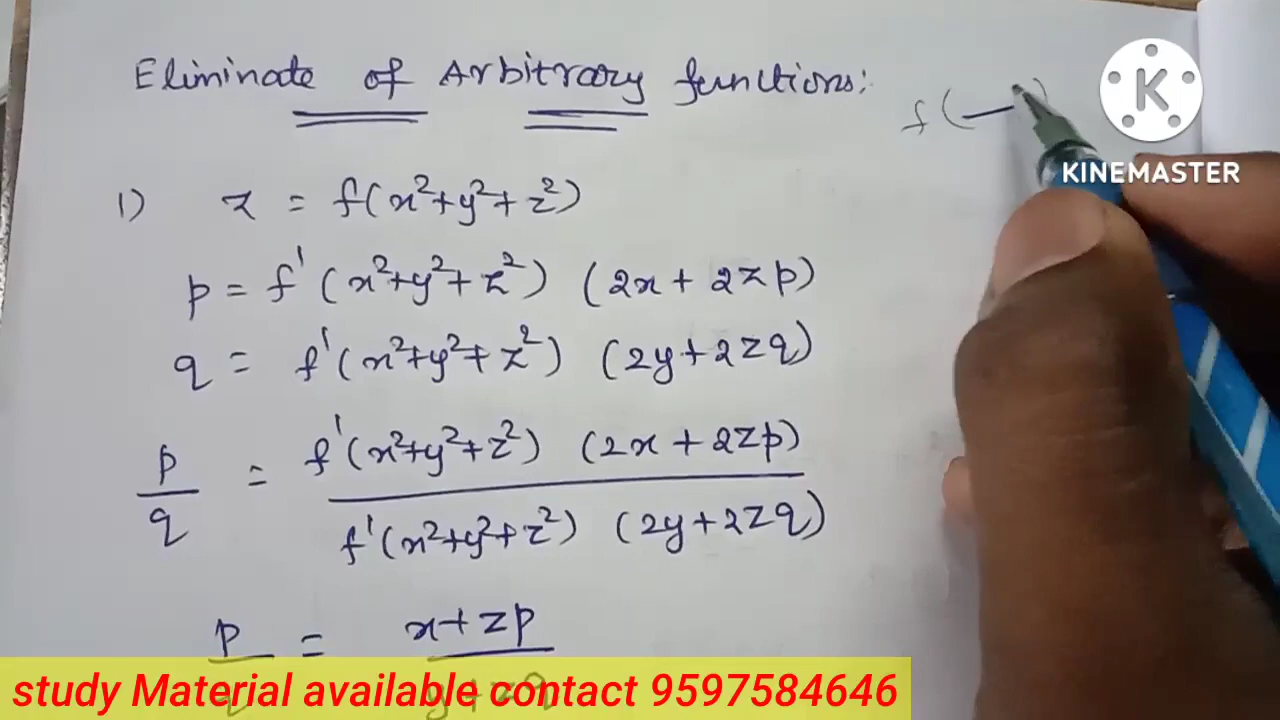 Eliminate of Arbitrary functions:
f( )
K
KINEMASTER
1) z = f(x²+y²+z²)
p = f'(x²+y²+z²) (2x + 2zp)
q = f'(x²+y²+z²) (2y+2zq)
p/q = f'(x²+y²+z²) (2x + 2zp) / f'(x²+y²+z²) (2y+2zq)
p = x+zp
y+zq
study Material available contact 9597584646